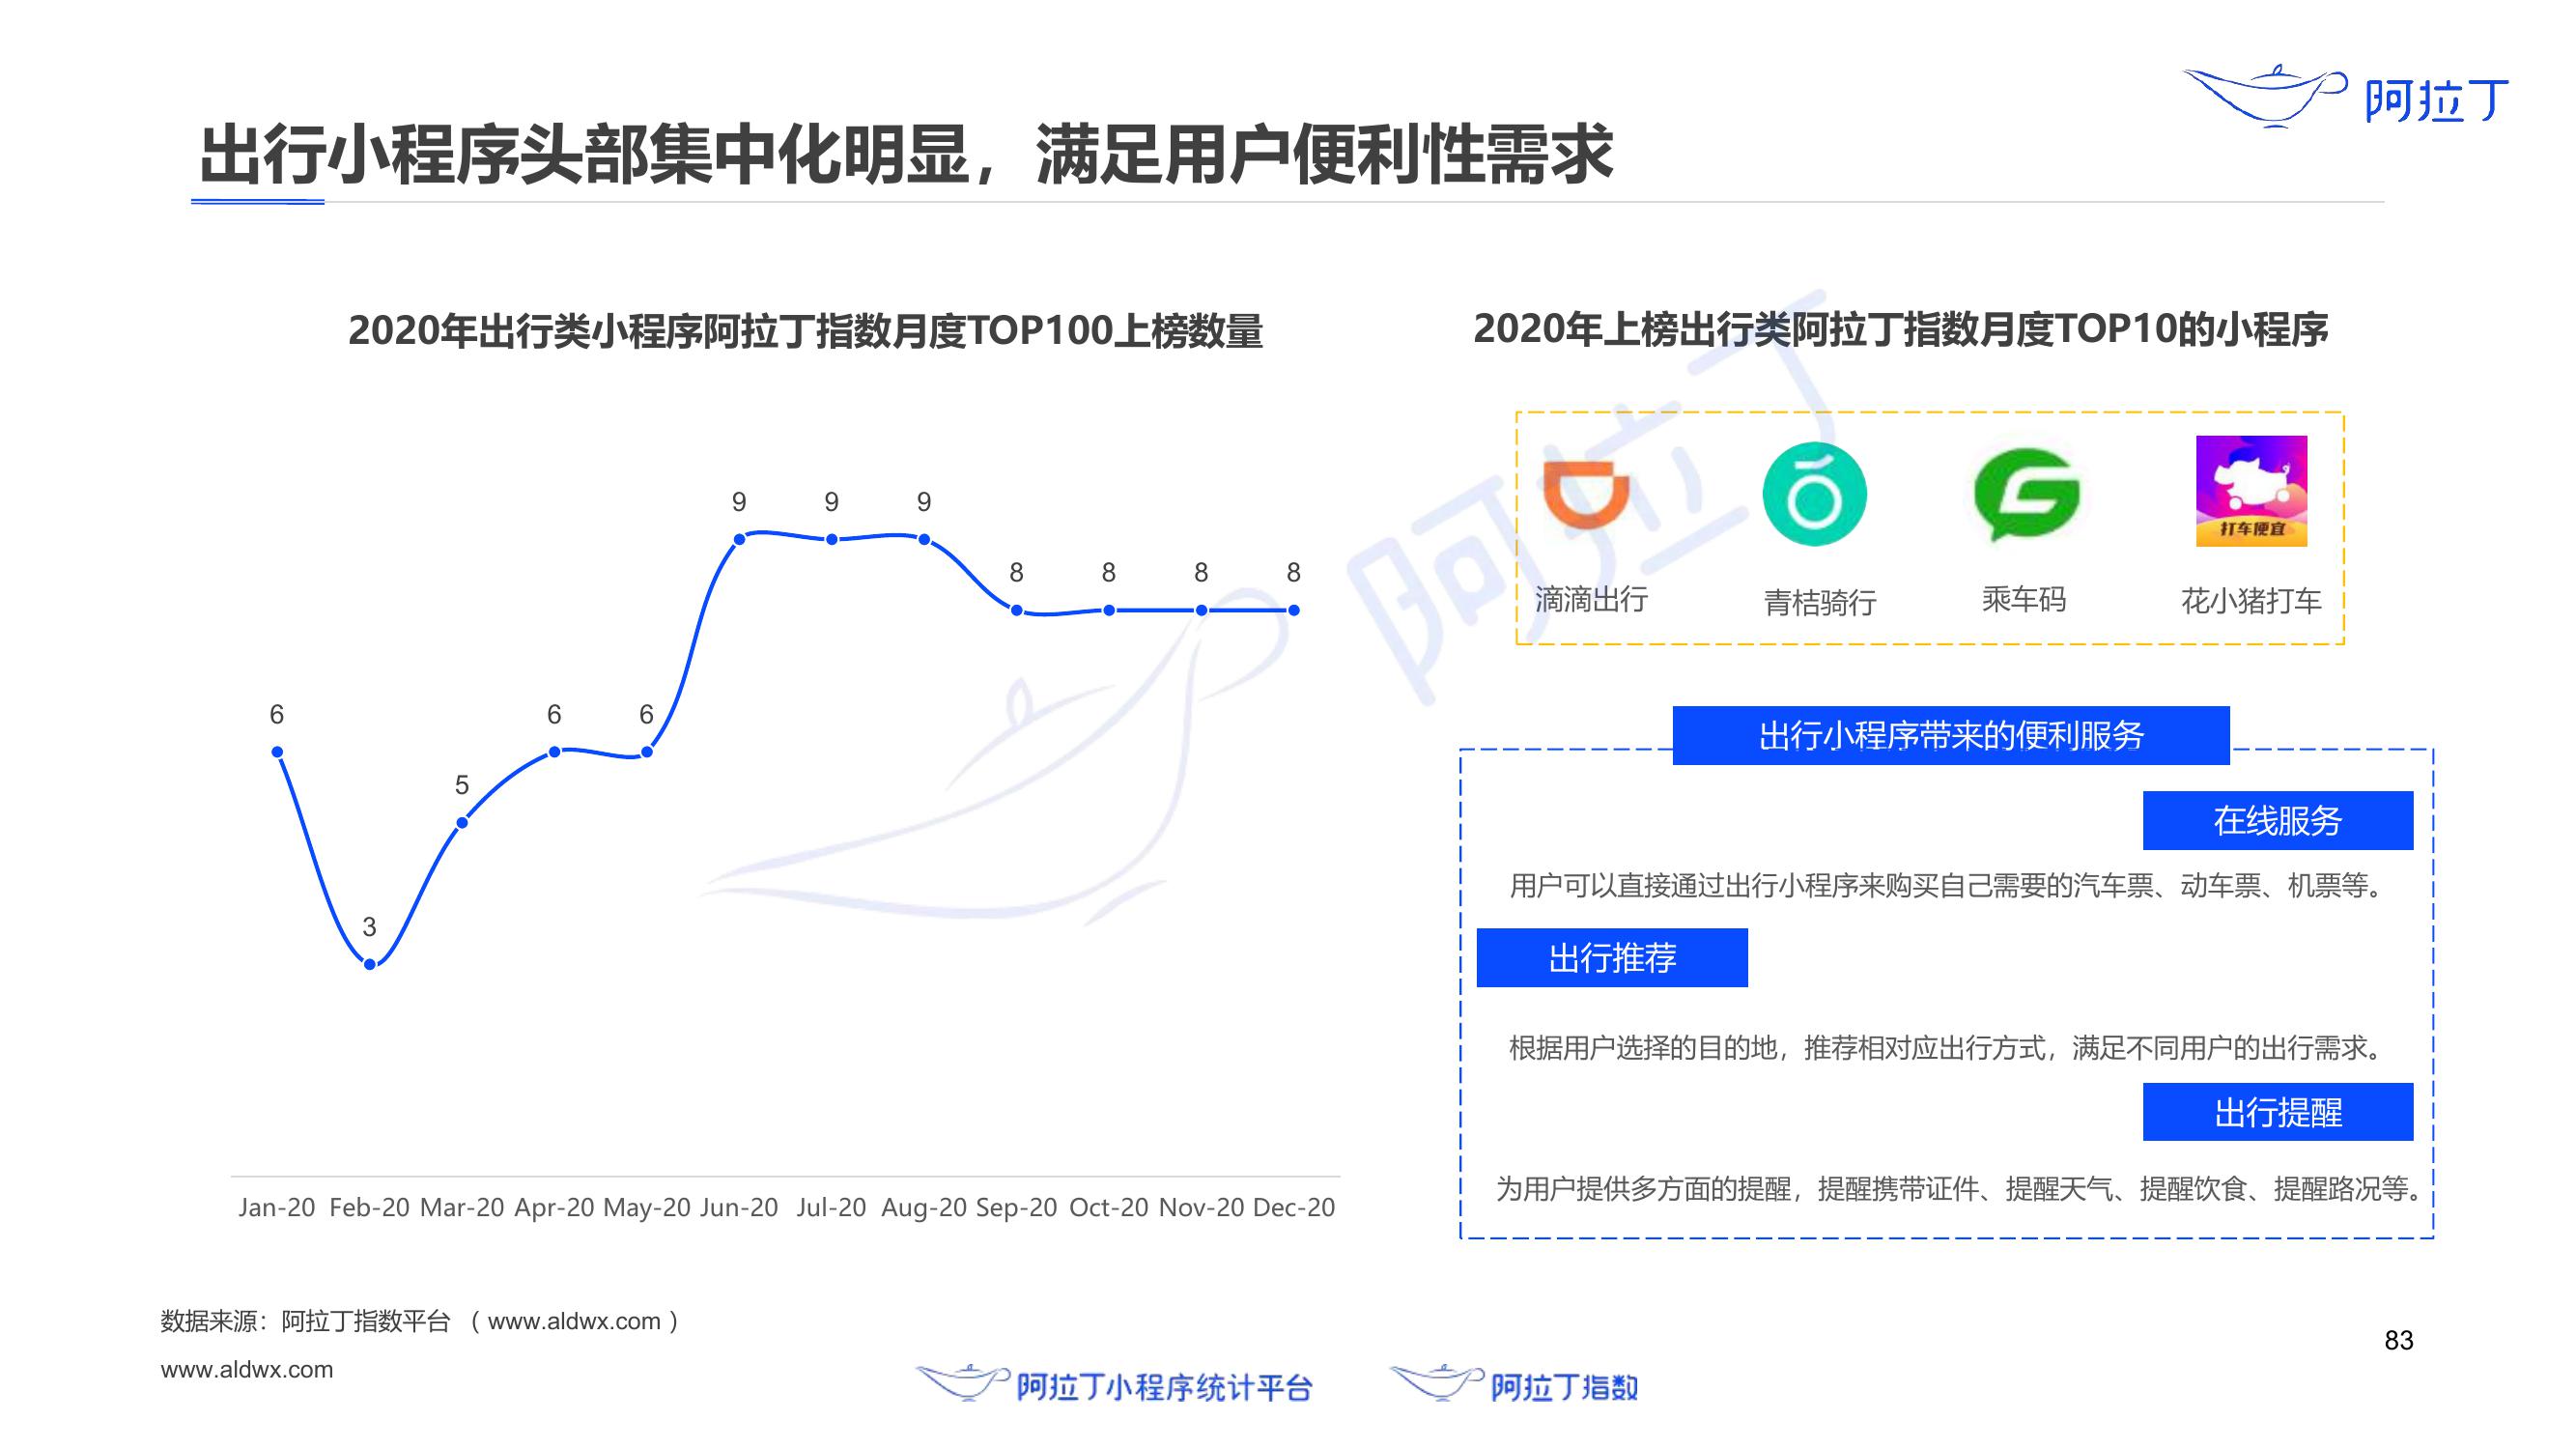 阿拉丁
出行小程序头部集中化明显，满足用户便利性需求
2020年出行类小程序阿拉丁指数月度TOP100上榜数量
6
3
5
6
6
9
9
9
8
8
8
8
Jan-20 Feb-20 Mar-20 Apr-20 May-20 Jun-20 Jul-20 Aug-20 Sep-20 Oct-20 Nov-20 Dec-20
2020年上榜出行类阿拉丁指数月度TOP10的小程序
打车便宜
滴滴出行 青桔骑行 乘车码 花小猪打车
出行小程序带来的便利服务
在线服务
用户可以直接通过出行小程序来购买自己需要的汽车票、动车票、机票等。
出行推荐
根据用户选择的目的地，推荐相对应出行方式，满足不同用户的出行需求。
出行提醒
为用户提供多方面的提醒，提醒携带证件、提醒天气、提醒饮食、提醒路况等。
阿拉丁
数据来源：阿拉丁指数平台 （www.aldwx.com）
83
www.aldwx.com
阿拉丁小程序统计平台 阿拉丁指数